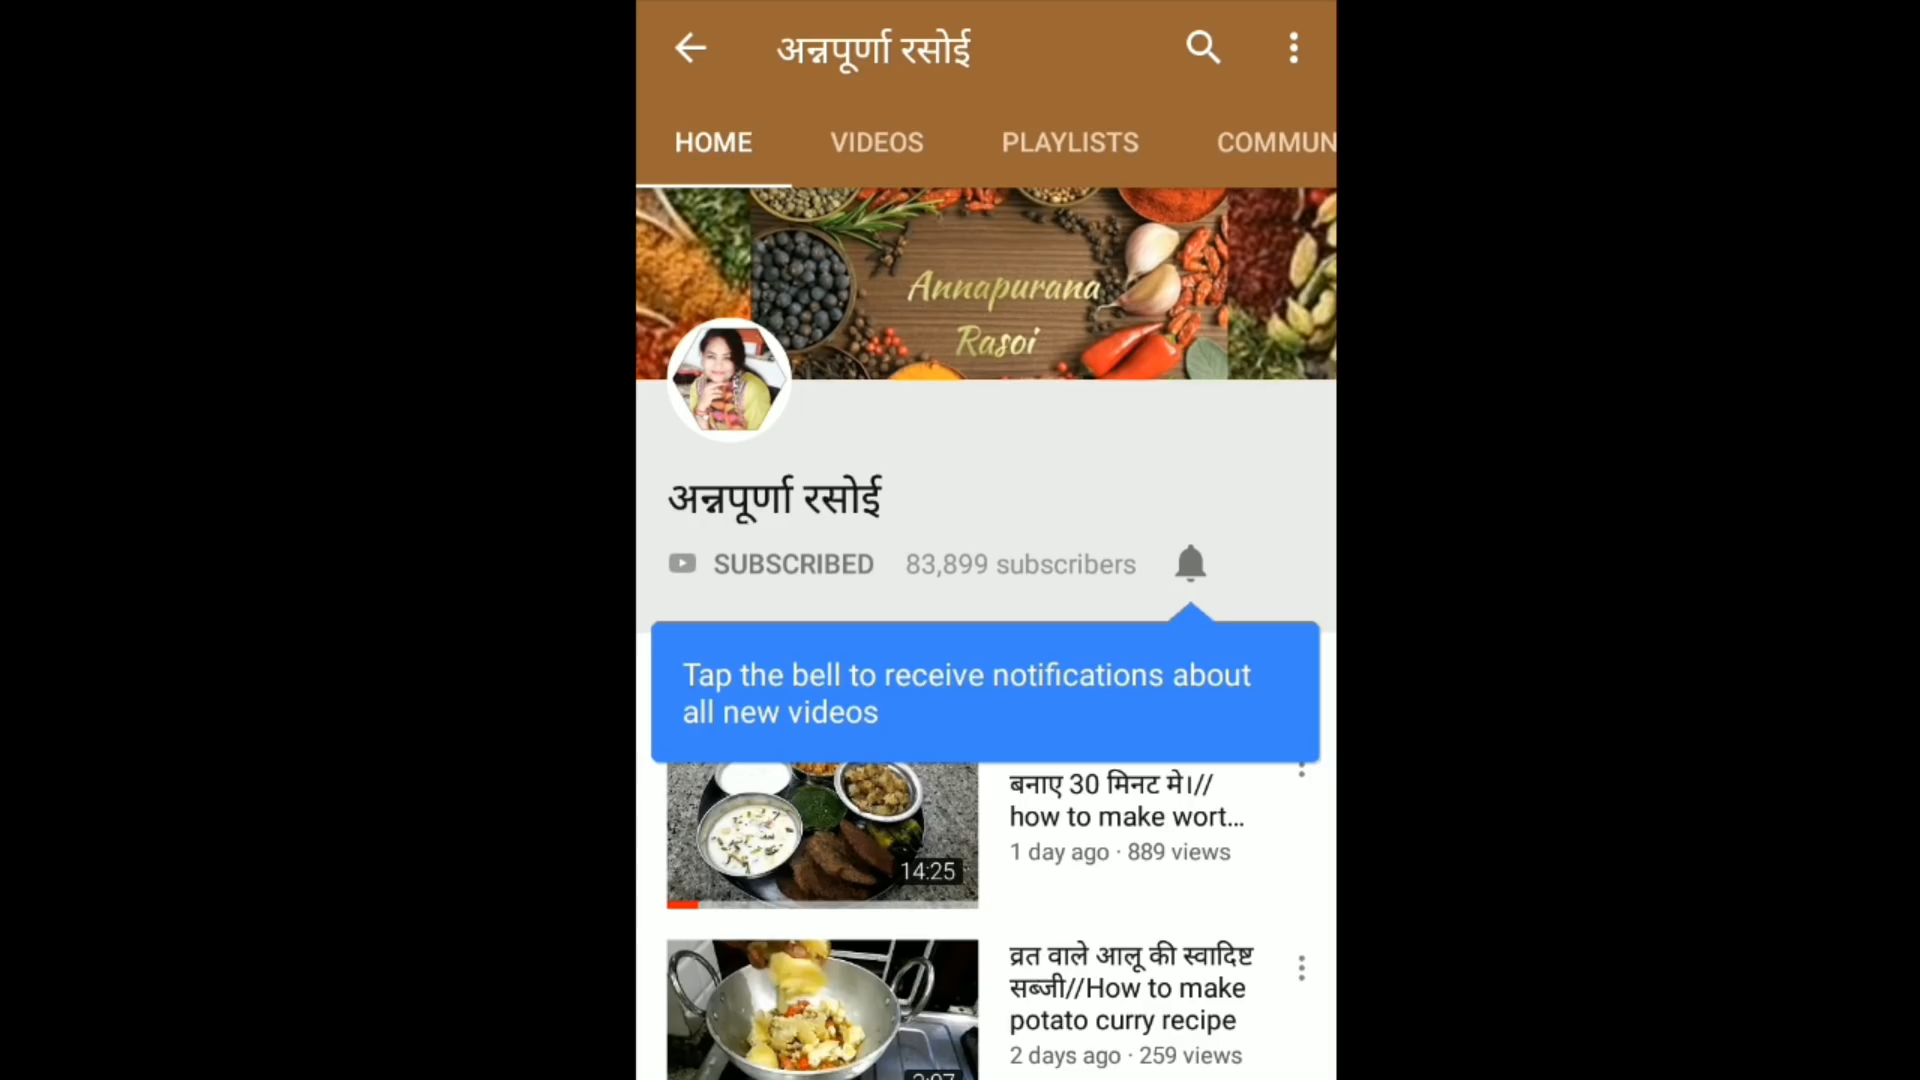 अन्नपूर्णा रसोई
HOME VIDEOS PLAYLISTS COMMUN
Annapurana
Rasoi
अन्नपूर्णा रसोई
SUBSCRIBED 83,899 subscribers
Tap the bell to receive notifications about
all new videos
बनाए 30 मिनट मे।//
how to make wort...
1 day ago · 889 views
14:25
व्रत वाले आलू की स्वादिष्ट
सब्जी//How to make
potato curry recipe
2 days ago · 259 views